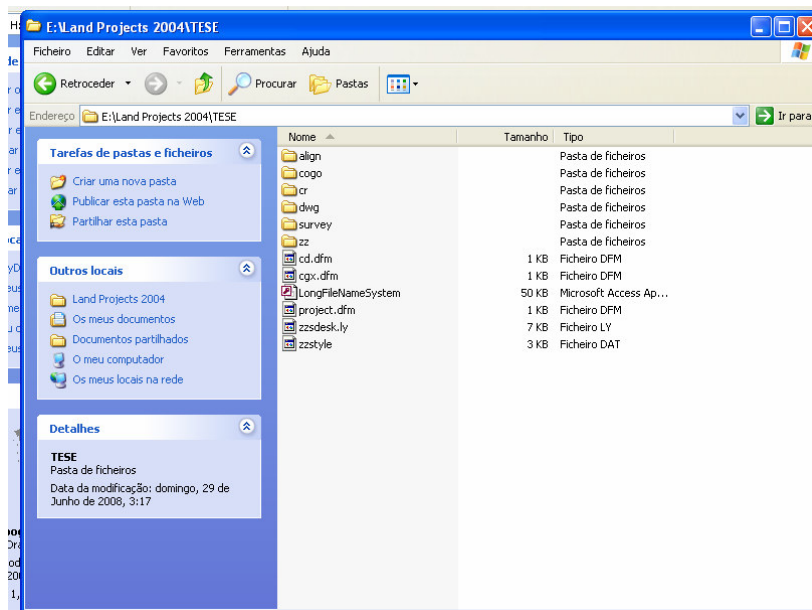 E:\Land Projects 2004\TESE
Ficheiro Editar Ver Favoritos Ferramentas Ajuda
Retroceder Procurar Pastas
Endereço E:\Land Projects 2004\TESE Ir para
Tarefas de pastas e ficheiros
Criar uma nova pasta
Publicar esta pasta na Web
Partilhar esta pasta
Outros locais
Land Projects 2004
Os meus documentos
Documentos partilhados
O meu computador
Os meus locais na rede
Detalhes
TESE
Pasta de ficheiros
Data da modificação: domingo, 29 de
Junho de 2008, 3:17
Nome Tamanho Tipo
align Pasta de ficheiros
cogo Pasta de ficheiros
cr Pasta de ficheiros
dwg Pasta de ficheiros
survey Pasta de ficheiros
zz Pasta de ficheiros
cd.dfm 1 KB Ficheiro DFM
cgx.dfm 1 KB Ficheiro DFM
LongFileNameSystem 50 KB Microsoft Access Ap...
project.dfm 1 KB Ficheiro DFM
zzsdesk.ly 7 KB Ficheiro LY
zzstyle 3 KB Ficheiro DAT